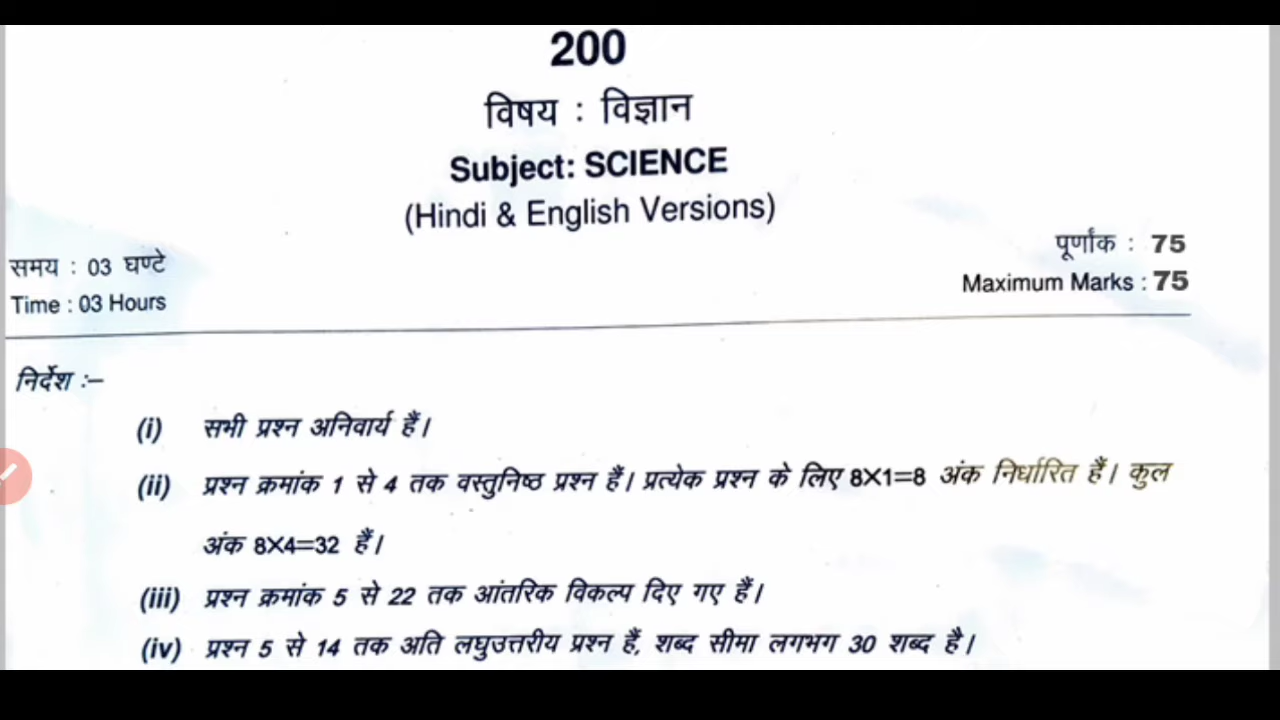 200
विषय : विज्ञान
Subject: SCIENCE
(Hindi & English Versions)
समय : 03 घण्टे
पूर्णांक : 75
Time : 03 Hours
Maximum Marks : 75
निर्देश :–
(i) सभी प्रश्न अनिवार्य हैं।
(ii) प्रश्न क्रमांक 1 से 4 तक वस्तुनिष्ठ प्रश्न हैं। प्रत्येक प्रश्न के लिए 8X1=8 अंक निर्धारित हैं। कुल
अंक 8X4=32 हैं।
(iii) प्रश्न क्रमांक 5 से 22 तक आंतरिक विकल्प दिए गए हैं।
(iv) प्रश्न 5 से 14 तक अति लघुउत्तरीय प्रश्न हैं, शब्द सीमा लगभग 30 शब्द है।